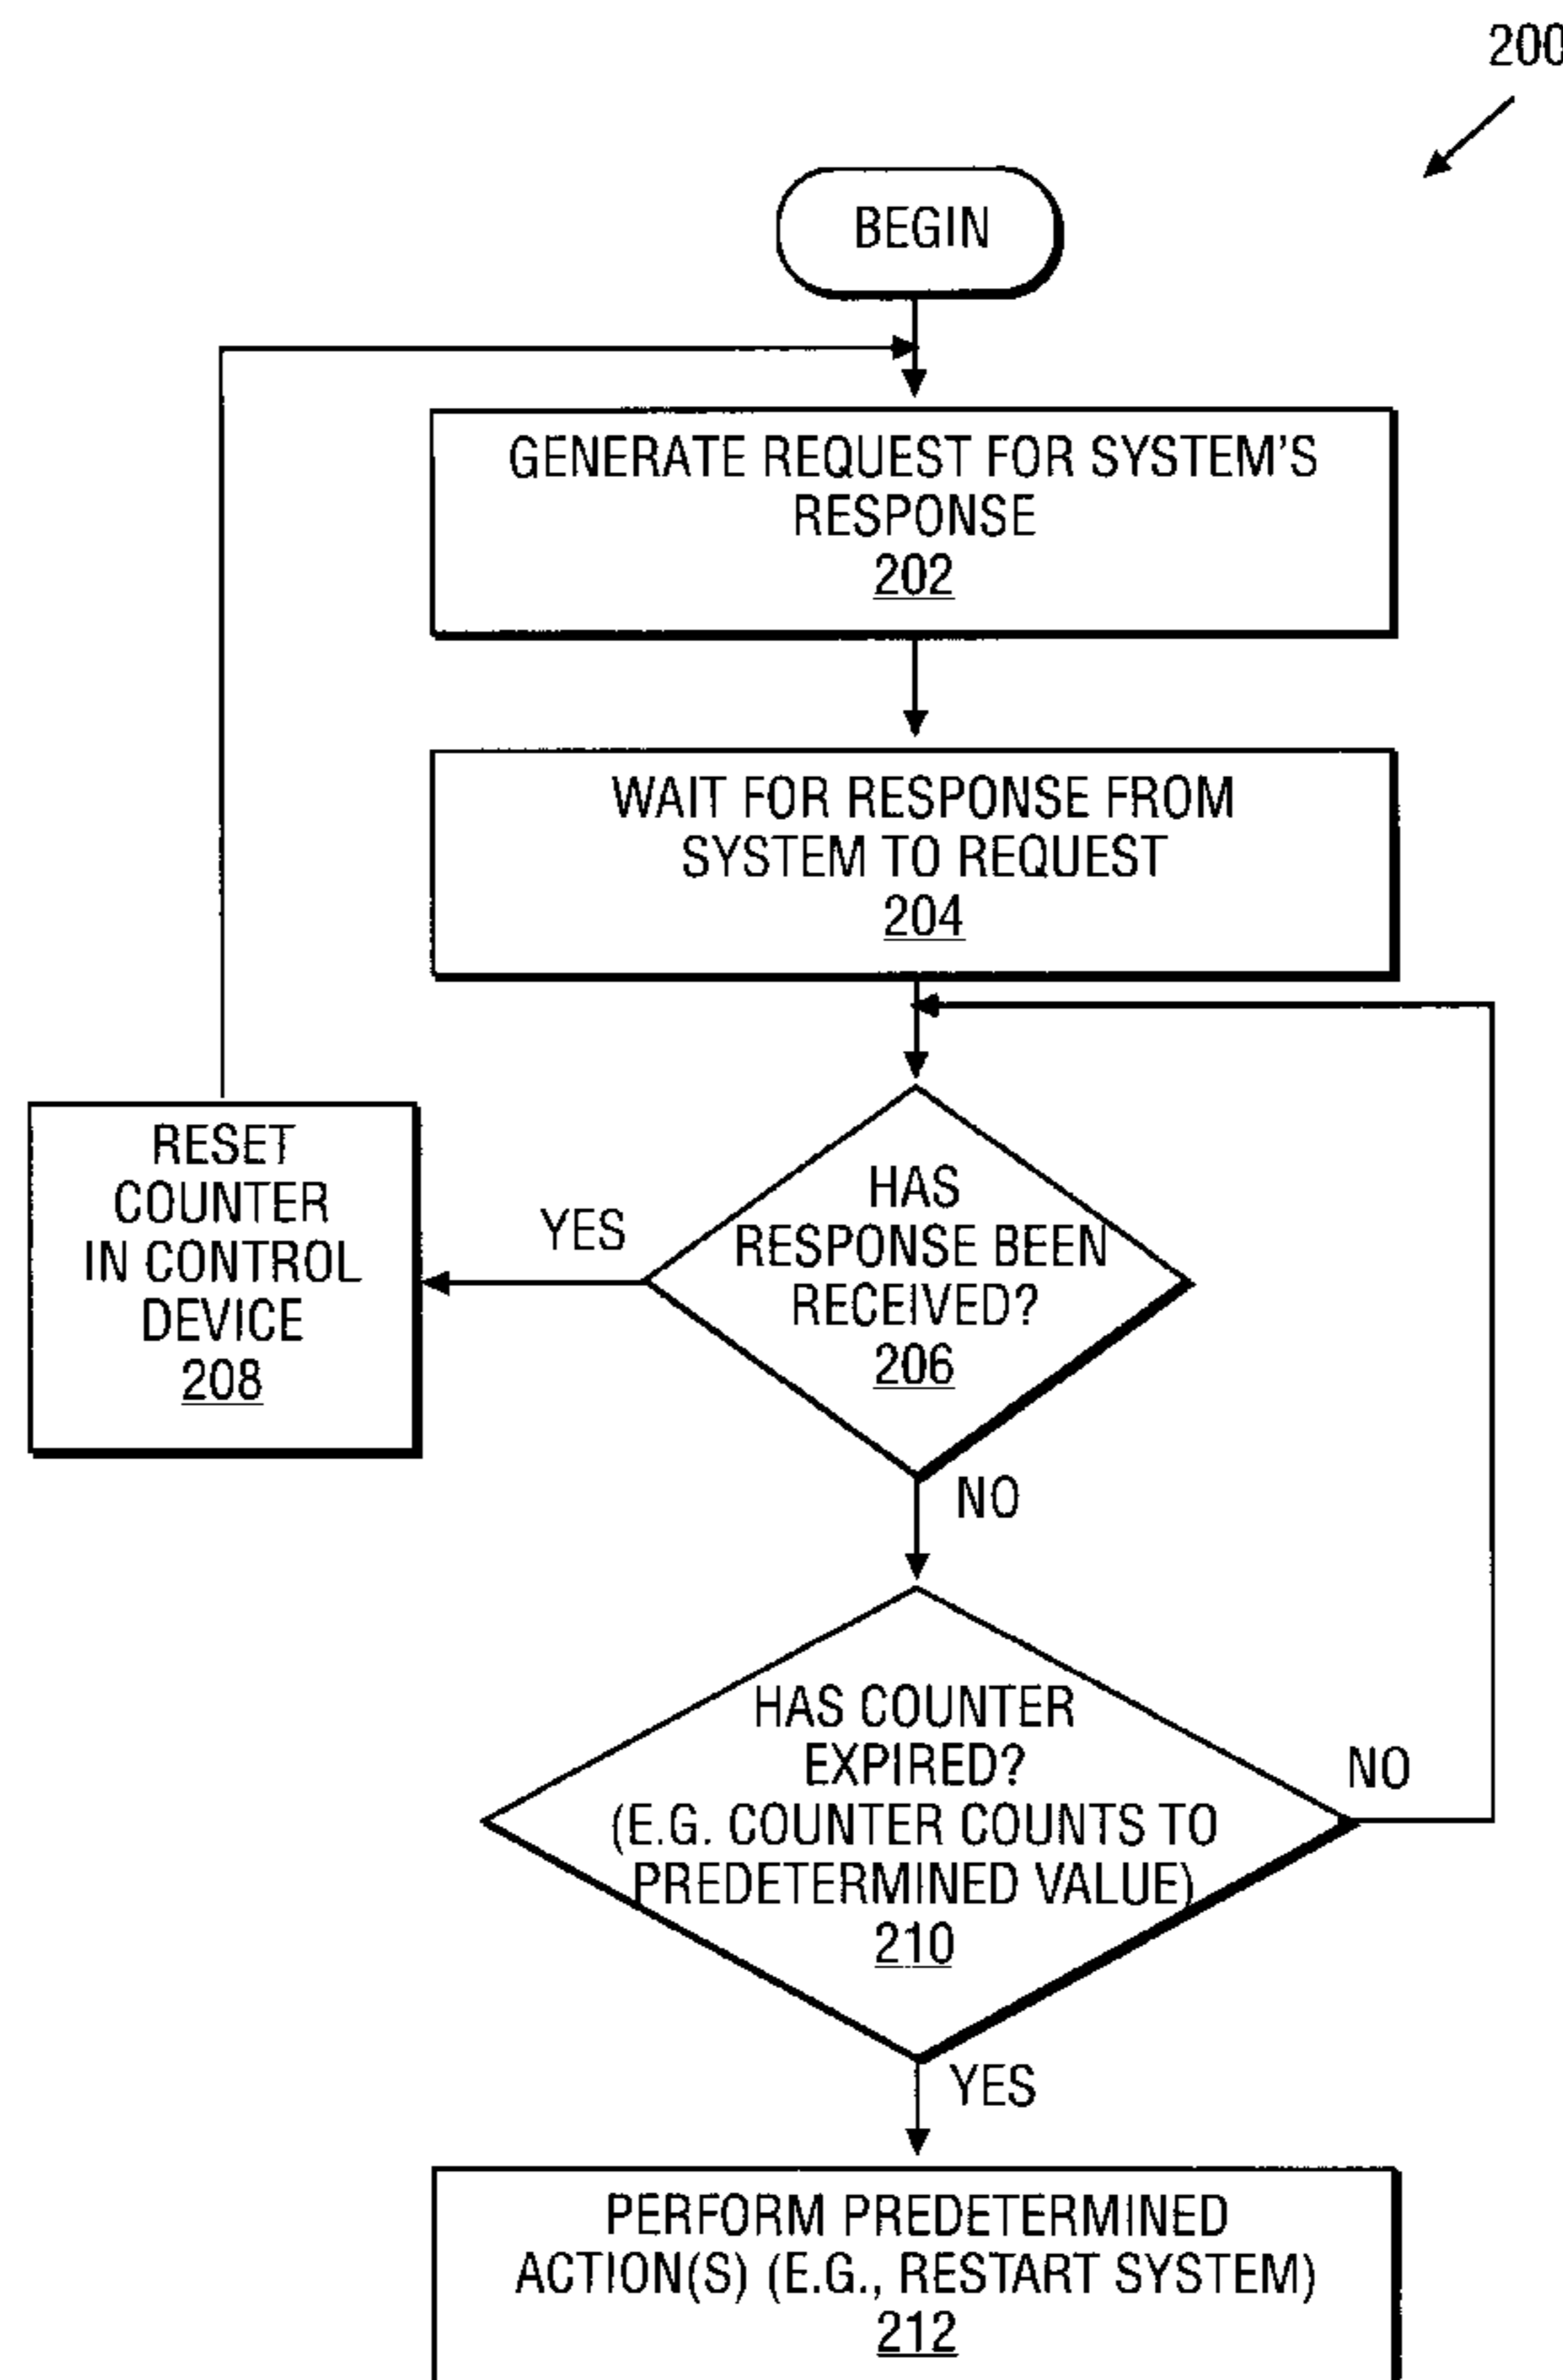 200
BEGIN
GENERATE REQUEST FOR SYSTEM'S
RESPONSE
202
WAIT FOR RESPONSE FROM
SYSTEM TO REQUEST
204
RESET
COUNTER
IN CONTROL
DEVICE
208
YES
HAS
RESPONSE BEEN
RECEIVED?
206
NO
HAS COUNTER
EXPIRED?
(E.G. COUNTER COUNTS TO
PREDETERMINED VALUE)
210
NO
YES
PERFORM PREDETERMINED
ACTION(S) (E.G., RESTART SYSTEM)
212